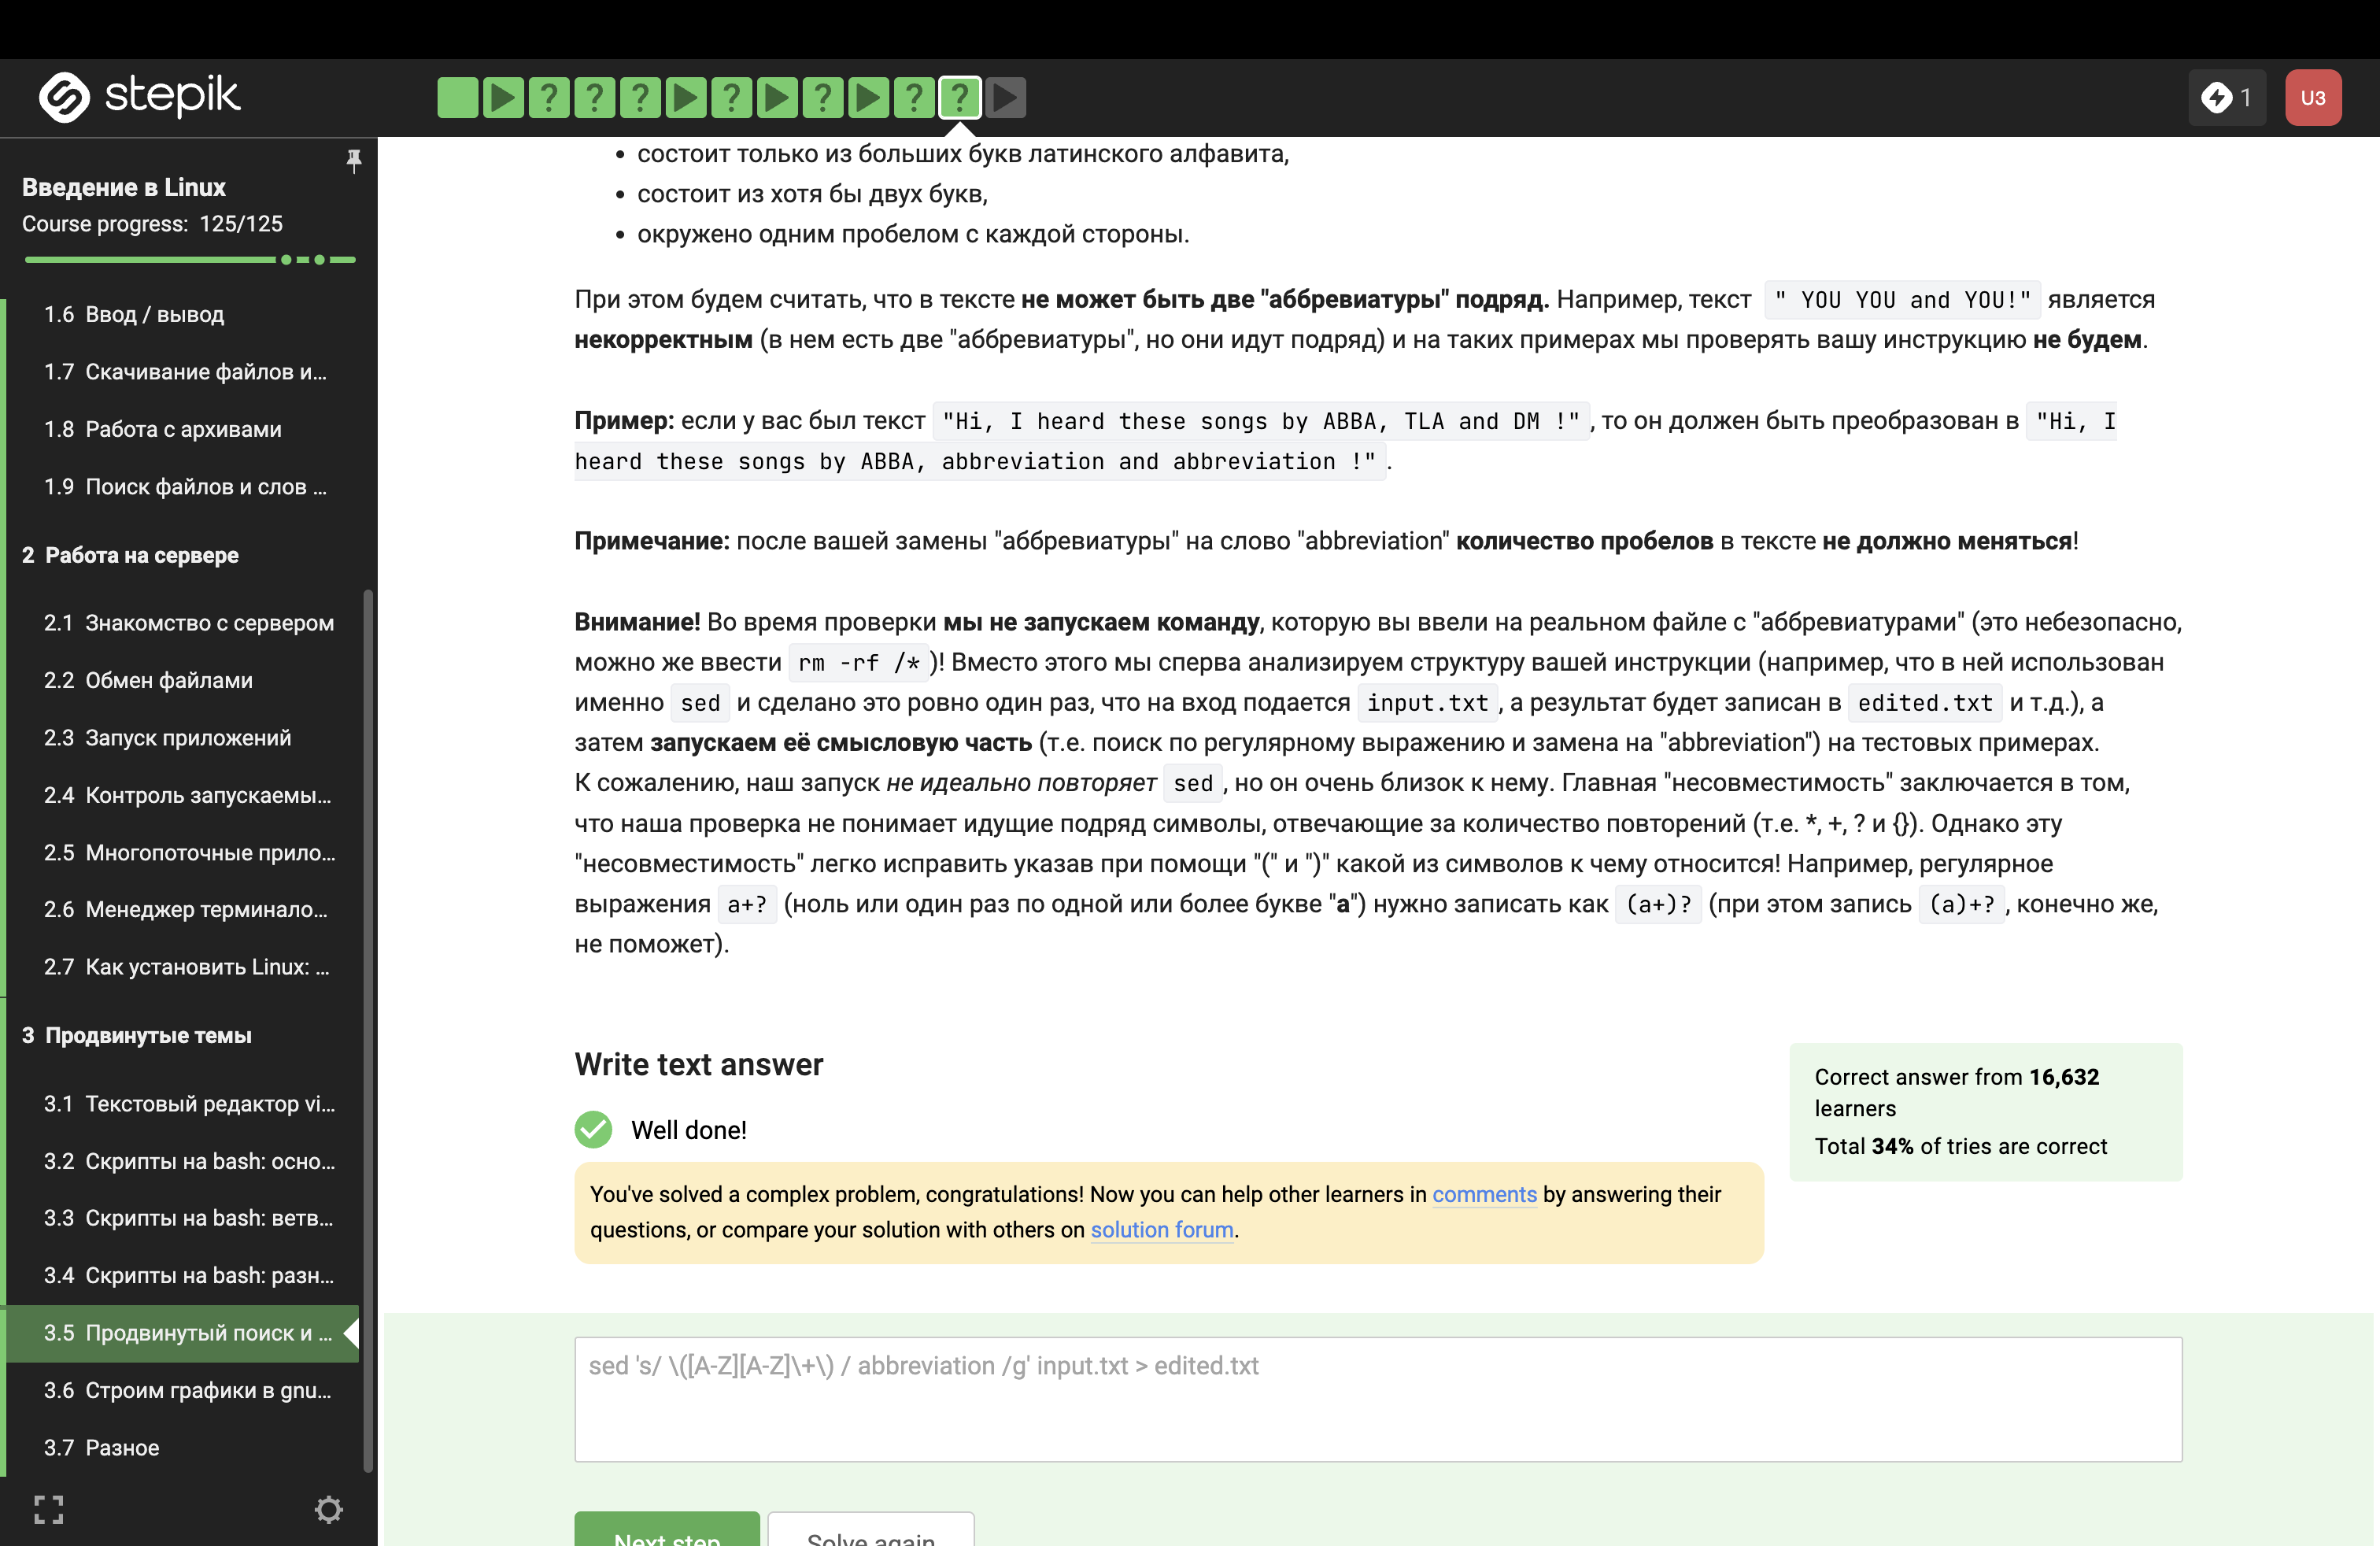 stepik
1
U3
Введение в Linux
Course progress: 125/125
1.6 Ввод / вывод
1.7 Скачивание файлов и...
1.8 Работа с архивами
1.9 Поиск файлов и слов ...
2 Работа на сервере
2.1 Знакомство с сервером
2.2 Обмен файлами
2.3 Запуск приложений
2.4 Контроль запускаемы...
2.5 Многопоточные прило...
2.6 Менеджер терминало...
2.7 Как установить Linux: ...
3 Продвинутые темы
3.1 Текстовый редактор vi...
3.2 Скрипты на bash: осно...
3.3 Скрипты на bash: ветв...
3.4 Скрипты на bash: разн...
3.5 Продвинутый поиск и ...
3.6 Строим графики в gnu...
3.7 Разное
• состоит только из больших букв латинского алфавита,
• состоит из хотя бы двух букв,
• окружено одним пробелом с каждой стороны.
При этом будем считать, что в тексте не может быть две "аббревиатуры" подряд. Например, текст " YOU YOU and YOU!" является
некорректным (в нем есть две "аббревиатуры", но они идут подряд) и на таких примерах мы проверять вашу инструкцию не будем.
Пример: если у вас был текст "Hi, I heard these songs by ABBA, TLA and DM !", то он должен быть преобразован в "Hi, I
heard these songs by ABBA, abbreviation and abbreviation !".
Примечание: после вашей замены "аббревиатуры" на слово "abbreviation" количество пробелов в тексте не должно меняться!
Внимание! Во время проверки мы не запускаем команду, которую вы ввели на реальном файле с "аббревиатурами" (это небезопасно,
можно же ввести rm -rf /*)! Вместо этого мы сперва анализируем структуру вашей инструкции (например, что в ней использован
именно sed и сделано это ровно один раз, что на вход подается input.txt, а результат будет записан в edited.txt и т.д.), а
затем запускаем её смысловую часть (т.е. поиск по регулярному выражению и замена на "abbreviation") на тестовых примерах.
К сожалению, наш запуск не идеально повторяет sed, но он очень близок к нему. Главная "несовместимость" заключается в том,
что наша проверка не понимает идущие подряд символы, отвечающие за количество повторений (т.е. *, +, ? и {}). Однако эту
"несовместимость" легко исправить указав при помощи "(" и ")" какой из символов к чему относится! Например, регулярное
выражения a+? (ноль или один раз по одной или более букве "a") нужно записать как (a+)? (при этом запись (a)+?, конечно же,
не поможет).
Write text answer
Well done!
You've solved a complex problem, congratulations! Now you can help other learners in comments by answering their
questions, or compare your solution with others on solution forum.
Correct answer from 16,632
learners
Total 34% of tries are correct
sed 's/ \([A-Z][A-Z]\+\) / abbreviation /g' input.txt > edited.txt
Next step
Solve again